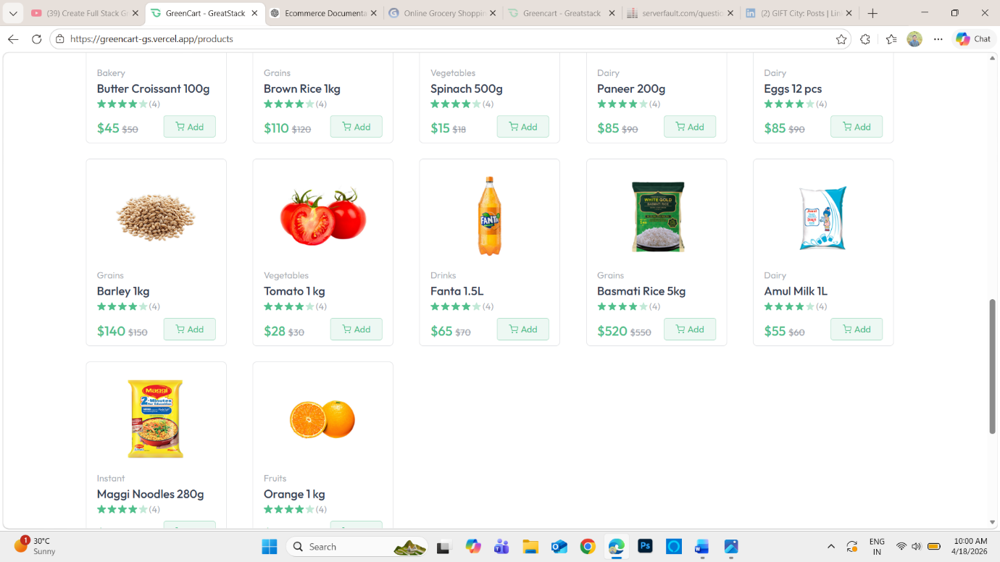 (39) Create Full Stack Gr
GreenCart - GreatStack
Ecommerce Documenta
Online Grocery Shoppin
Greencart - Greatstack
serverfault.com/questio
(2) GIFT City: Posts | Lin
https://greencart-gs.vercel.app/products
Chat
Bakery
Butter Croissant 100g
(4)
$45 $50
Add
Grains
Brown Rice 1kg
(4)
$110 $120
Add
Vegetables
Spinach 500g
(4)
$15 $18
Add
Dairy
Paneer 200g
(4)
$85 $90
Add
Dairy
Eggs 12 pcs
(4)
$85 $90
Add
Grains
Barley 1kg
(4)
$140 $150
Add
Vegetables
Tomato 1 kg
(4)
$28 $30
Add
FANTA
Drinks
Fanta 1.5L
(4)
$65 $70
Add
WHITE GOLD
BASMATI RICE
Grains
Basmati Rice 5kg
(4)
$520 $550
Add
Amul
Dairy
Amul Milk 1L
(4)
$55 $60
Add
Maggi
2-Minutes
for Education
Instant
Maggi Noodles 280g
(4)
Fruits
Orange 1 kg
(4)
1
30°C
Sunny
Search
Ps
ENG
IN
10:00 AM
4/18/2026